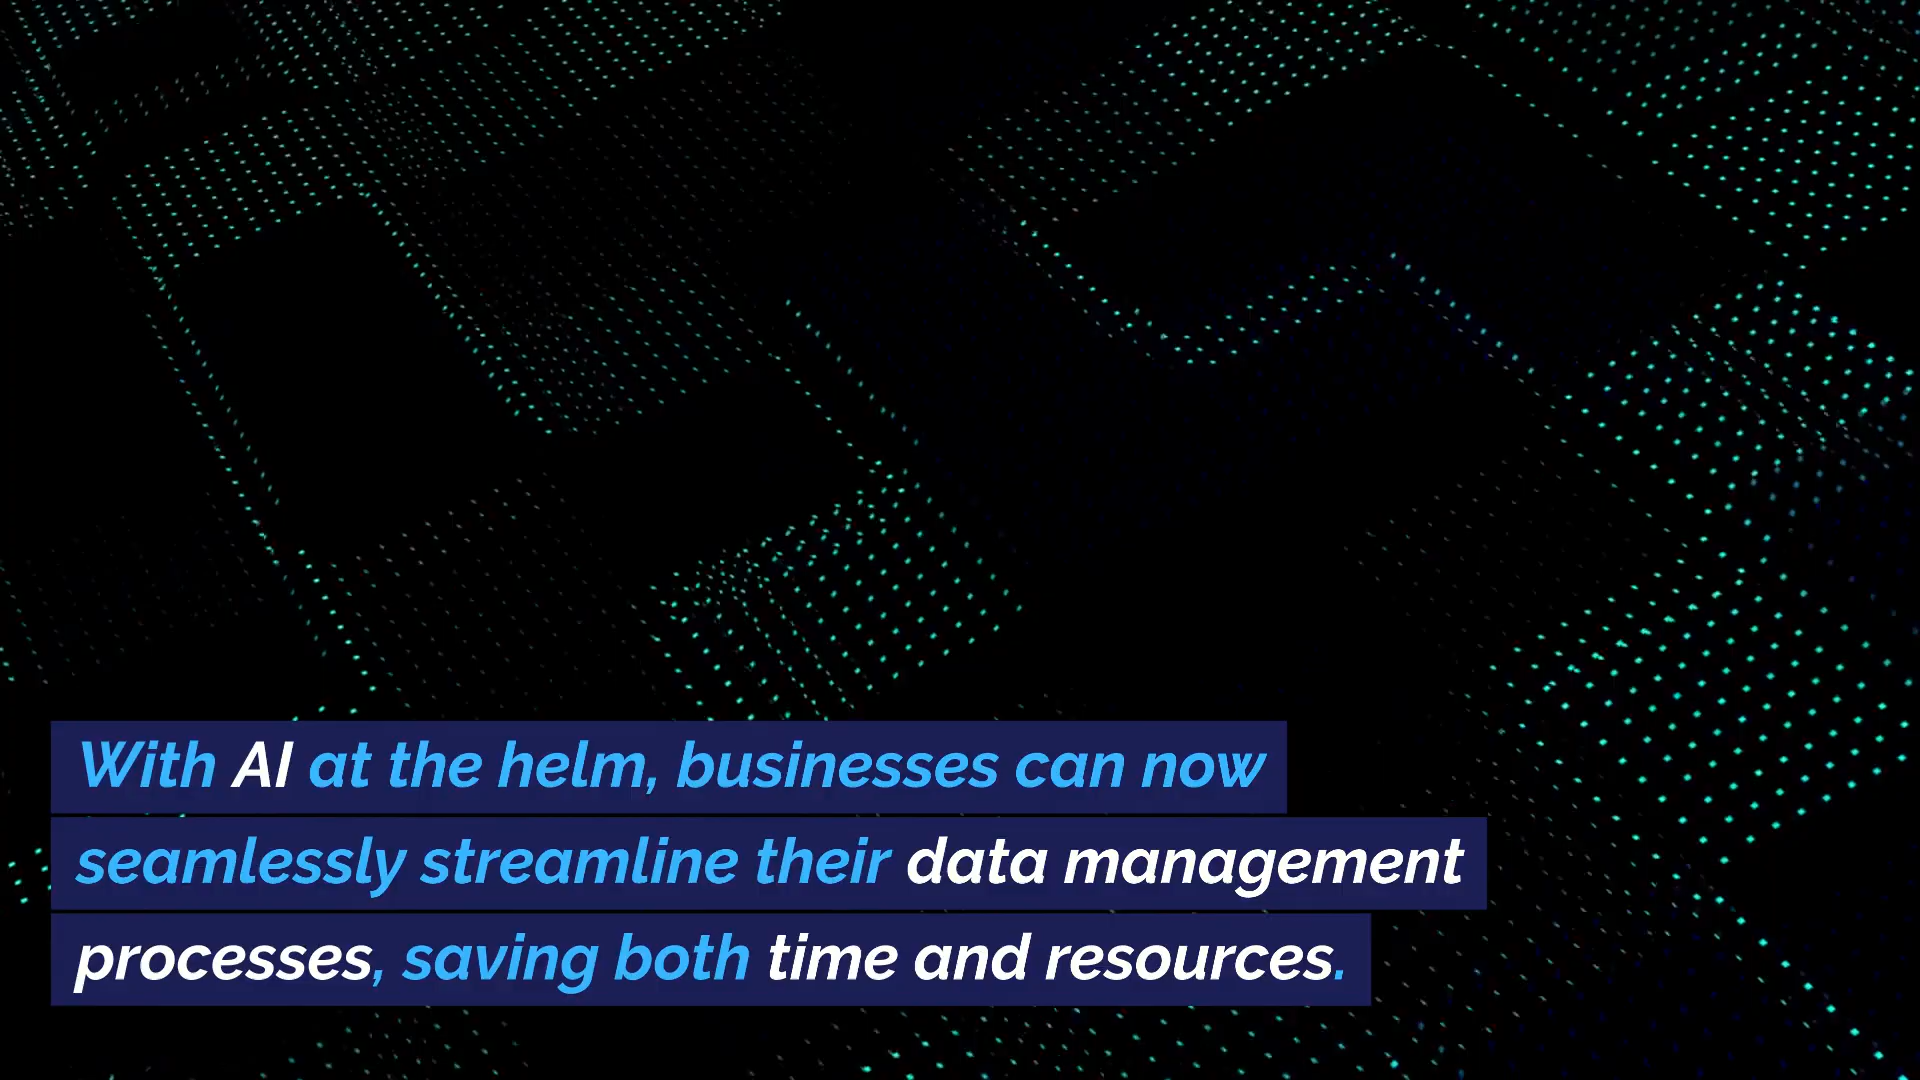 With AI at the helm, businesses can now
seamlessly streamline their data management
processes, saving both time and resources.